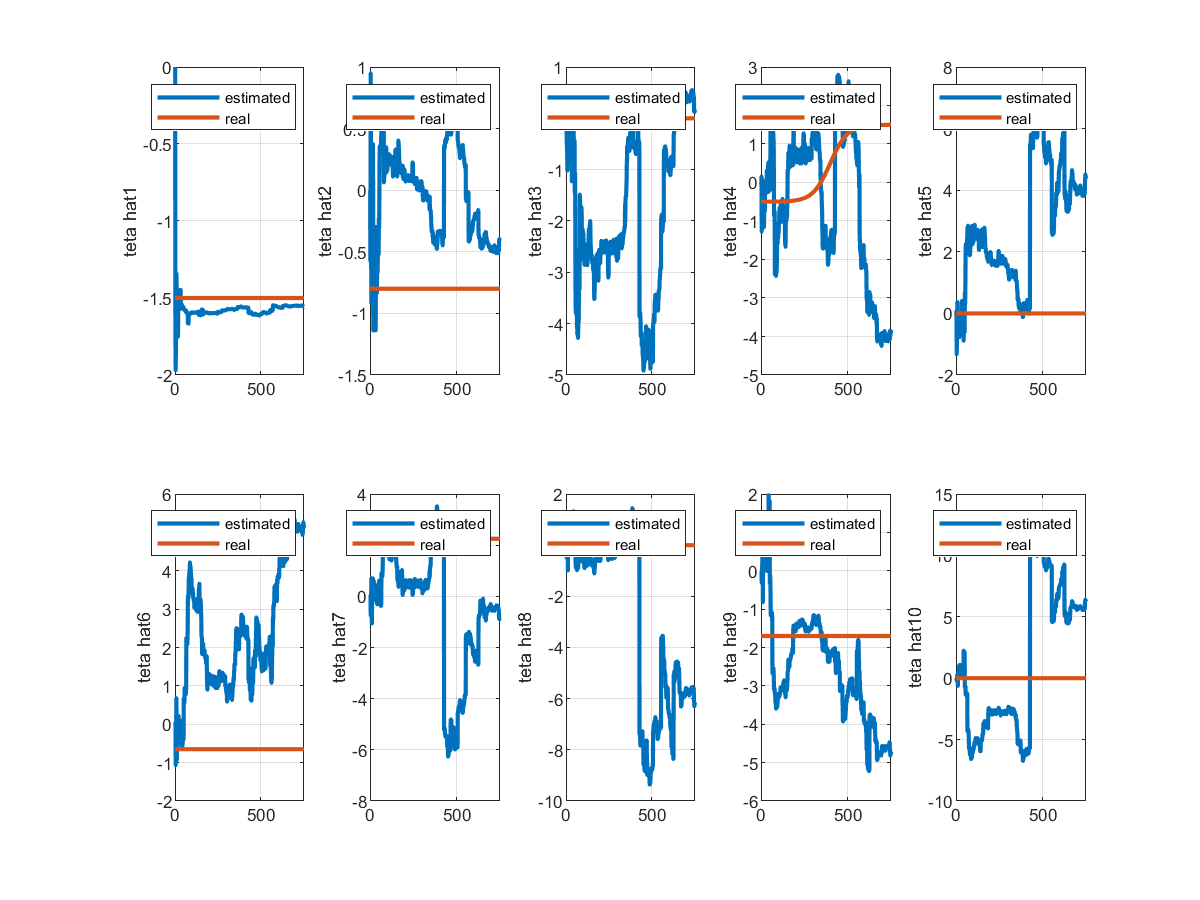 0
-0.5
-1
-1.5
-2
0
500
teta hat1
estimated
real
1
0.5
0
-0.5
-1
-1.5
0
500
teta hat2
estimated
real
1
-1
-2
-3
-4
-5
0
500
teta hat3
estimated
real
3
1
0
-1
-2
-3
-4
-5
0
500
teta hat4
estimated
real
8
6
4
2
0
-2
0
500
teta hat5
estimated
real
6
4
3
2
1
0
-1
-2
0
500
teta hat6
estimated
real
4
0
-2
-4
-6
-8
0
500
teta hat7
estimated
real
2
-2
-4
-6
-8
-10
0
500
teta hat8
estimated
real
2
-1
-2
-3
-4
-5
-6
0
500
teta hat9
estimated
real
15
10
5
0
-5
-10
0
500
teta hat10
estimated
real